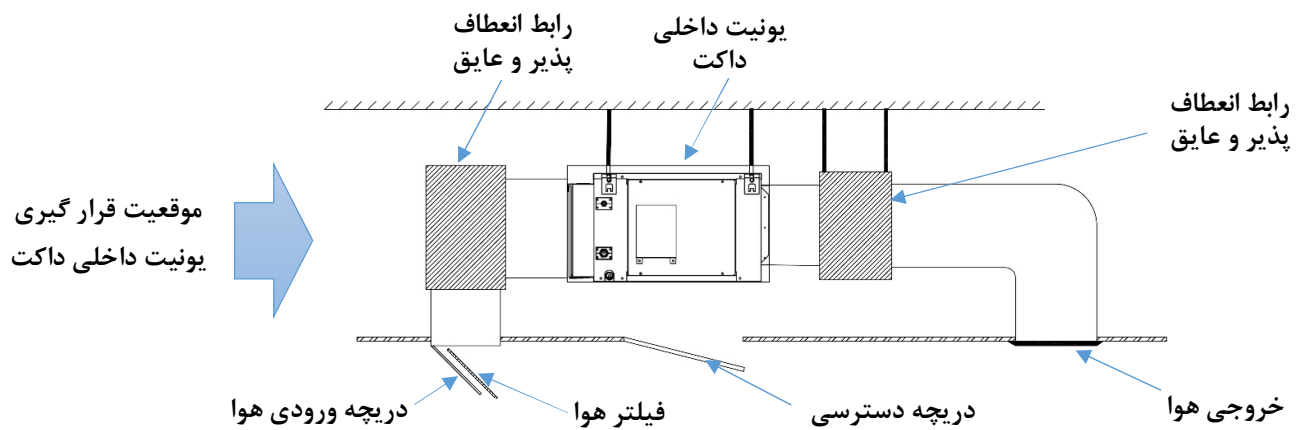 یونیت داخلی
داکت
رابط انعطاف
پذیر و عایق
رابط انعطاف
پذیر و عایق
موقعیت قرار گیری
یونیت داخلی داکت
خروجی هوا
دریچه دسترسی
فیلتر هوا
دریچه ورودی هوا